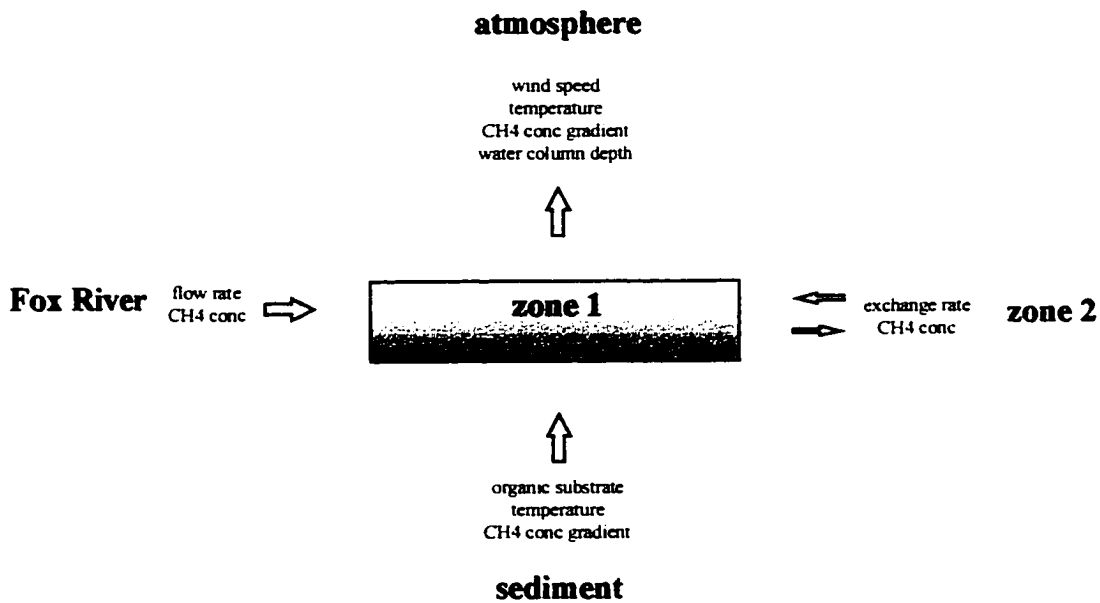 atmosphere
wind speed
temperature
CH4 conc gradient
water column depth
Fox River
flow rate
CH4 conc
zone 1
exchange rate
CH4 conc
zone 2
organic substrate
temperature
CH4 conc gradient
sediment